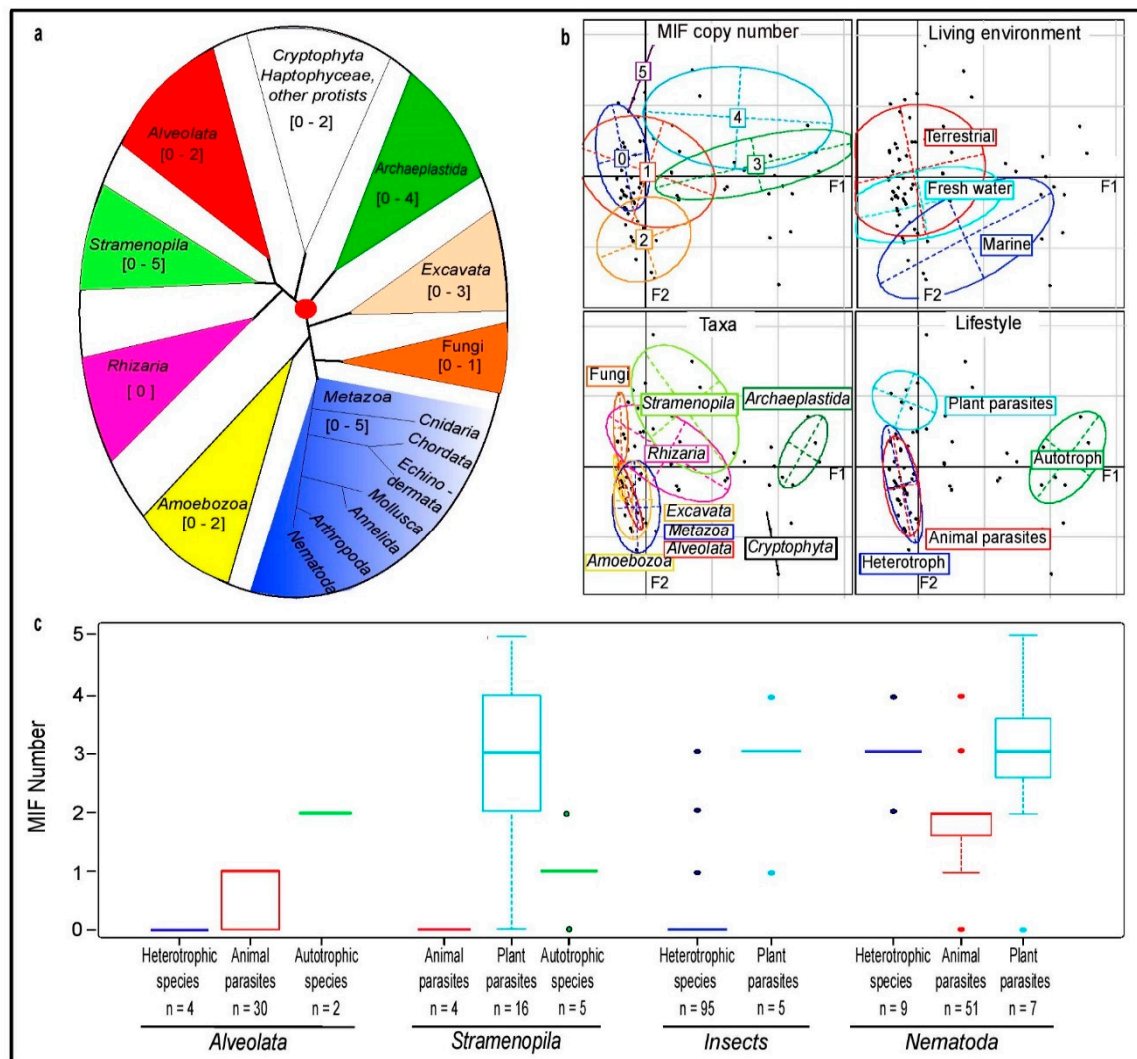 a
Cryptophyta
Haptophyceae,
other protists
[0 - 2]
Alveolata
[0 - 2]
Archaeplastida
[0 - 4]
Stramenopila
[0 - 5]
Excavata
[0 - 3]
Rhizaria
[ 0 ]
Fungi
[0 - 1]
Amoebozoa
[0 - 2]
Metazoa
[0 - 5]
Cnidaria
Chordata
Echino -
dermata
Mollusca
Annelida
Arthropoda
Nematoda
b
MIF copy number
5
4
0
1
3
2
F1
F2
Living environment
Terrestrial
Fresh water
Marine
F1
F2
Taxa
Fungi
Stramenopila
Archaeplastida
Rhizaria
F1
Excavata
Metazoa
Alveolata
Cryptophyta
Amoebozoa
F2
Lifestyle
Plant parasites
Autotroph
F1
Animal parasites
Heterotroph
F2
c
MIF Number
5
4
3
2
1
0
Heterotrophic species n = 4
Animal parasites n = 30
Autotrophic species n = 2
Alveolata
Animal parasites n = 4
Plant parasites n = 16
Autotrophic species n = 5
Stramenopila
Heterotrophic species n = 95
Plant parasites n = 5
Insects
Heterotrophic species n = 9
Animal parasites n = 51
Plant parasites n = 7
Nematoda